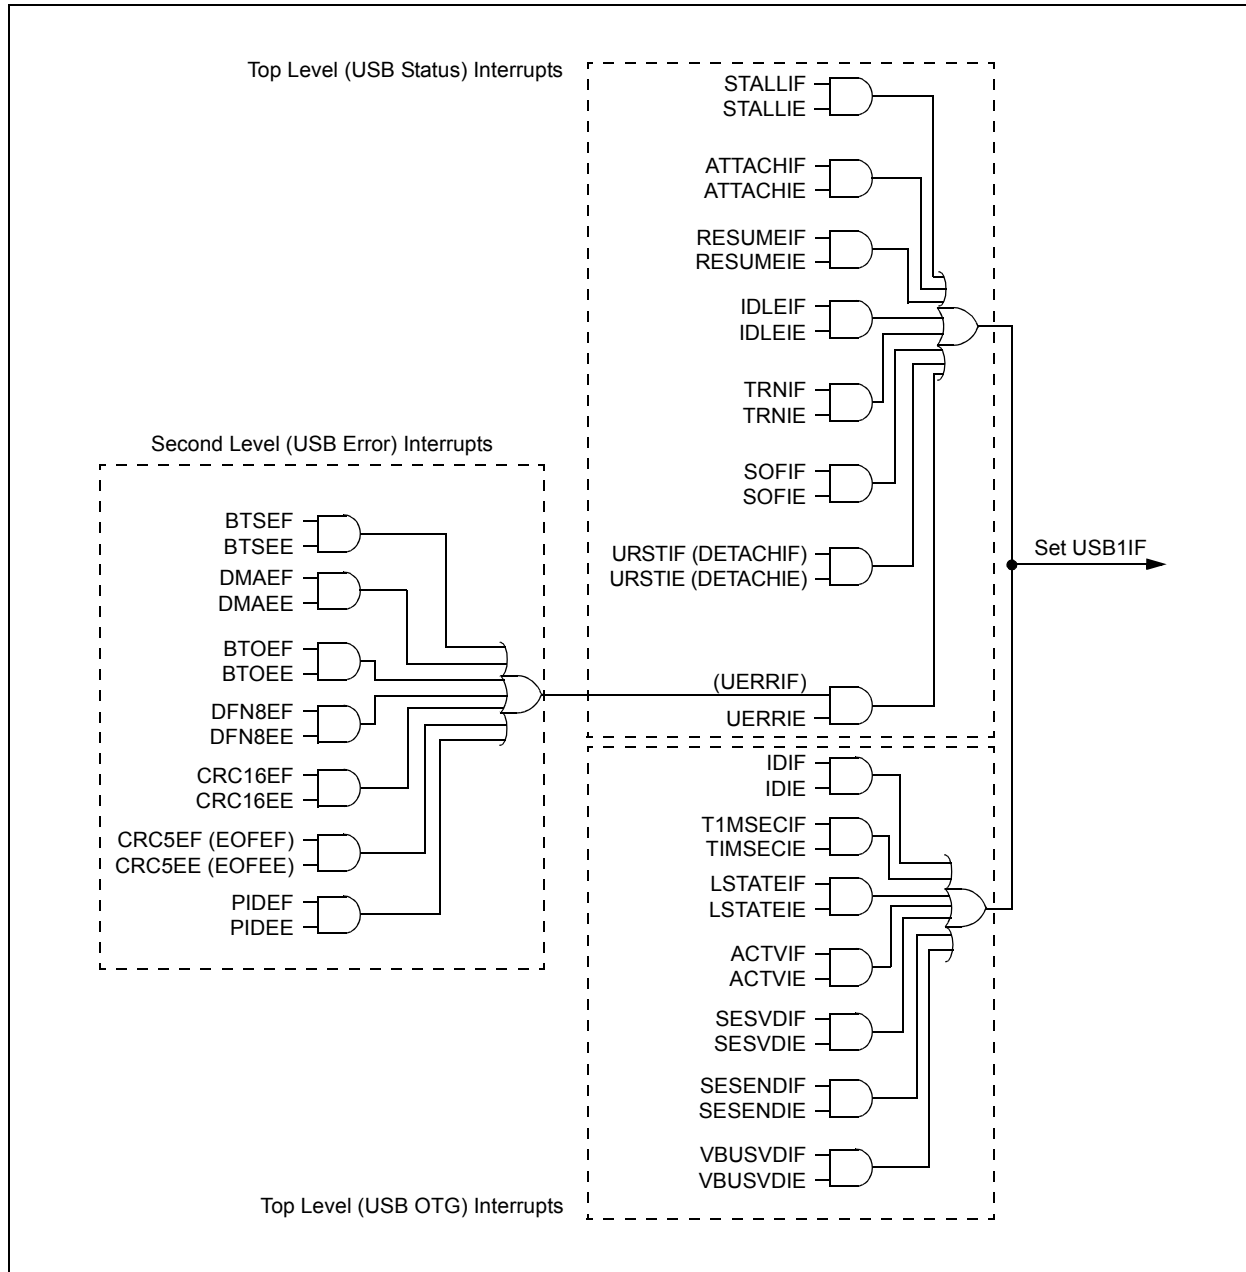 Top Level (USB Status) Interrupts
STALLIF
STALLIE
ATTACHIF
ATTACHIE
RESUMEIF
RESUMEIE
IDLEIF
IDLEIE
TRNIF
TRNIE
SOFIF
SOFIE
URSTIF (DETACHIF)
URSTIE (DETACHIE)
(UERRIF)
UERRIE
Set USB1IF
Second Level (USB Error) Interrupts
BTSEF
BTSEE
DMAEF
DMAEE
BTOEF
BTOEE
DFN8EF
DFN8EE
CRC16EF
CRC16EE
CRC5EF (EOFEF)
CRC5EE (EOFEE)
PIDEF
PIDEE
IDIF
IDIE
T1MSECIF
TIMSECIE
LSTATEIF
LSTATEIE
ACTVIF
ACTVIE
SESVDIF
SESVDIE
SESENDIF
SESENDIE
VBUSVDIF
VBUSVDIE
Top Level (USB OTG) Interrupts